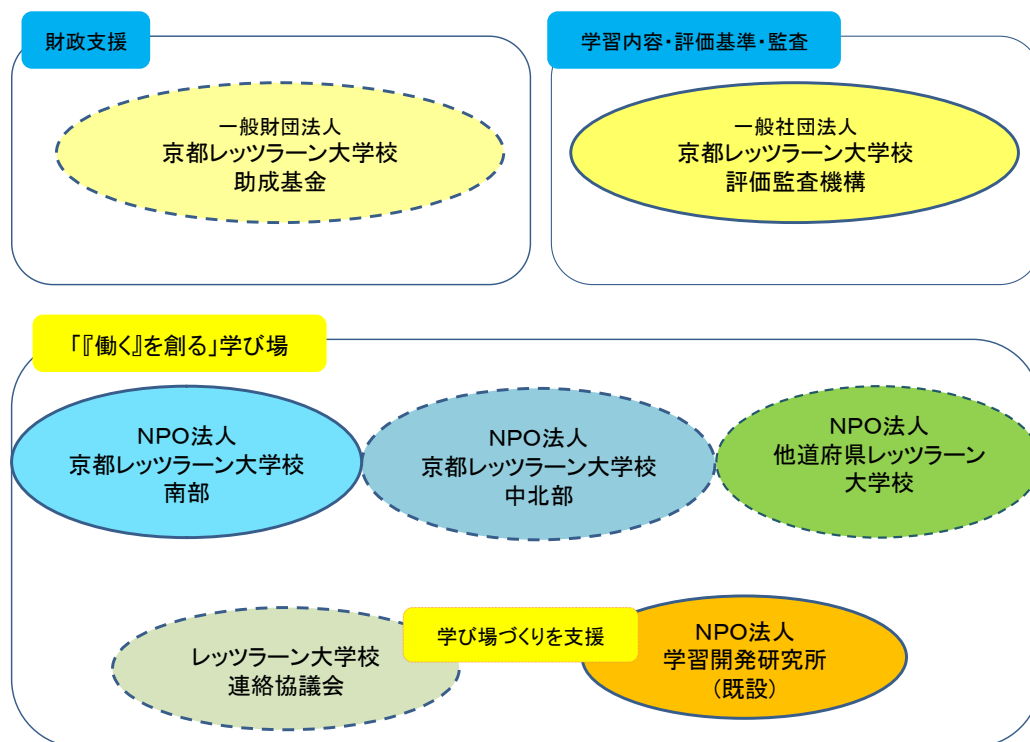 財政支援
学習内容・評価基準・監査
一般財団法人
京都レッツラーン大学校
助成基金
一般社団法人
京都レッツラーン大学校
評価監査機構
「『働く』を創る」学び場
NPO法人
京都レッツラーン大学校
南部
NPO法人
京都レッツラーン大学校
中北部
NPO法人
他道府県レッツラーン
大学校
レッツラーン大学校
連絡協議会
学び場づくりを支援
NPO法人
学習開発研究所
(既設)